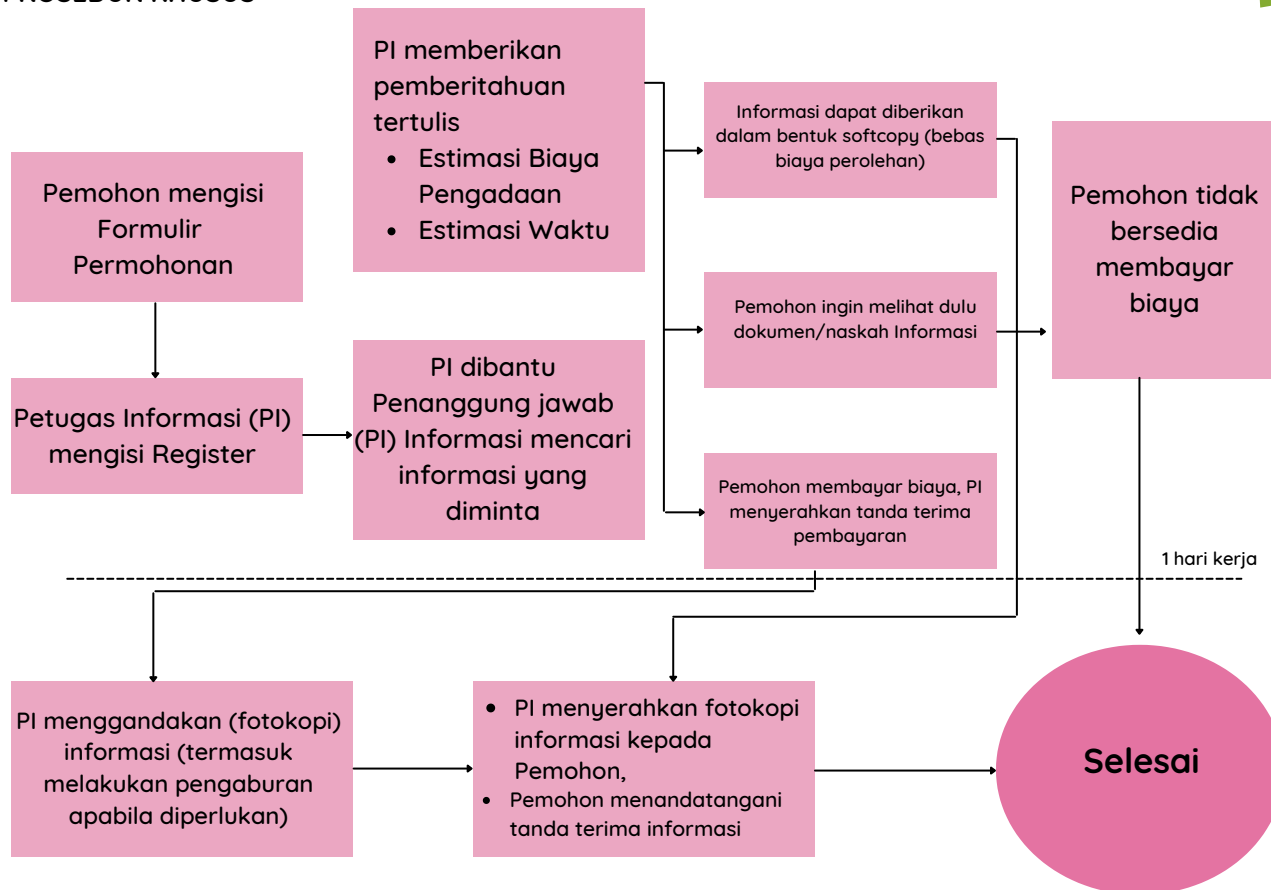 PROSEDUR KHUSUS
Pemohon mengisi
Formulir
Permohonan
Petugas Informasi (PI)
mengisi Register
PI memberikan
pemberitahuan
tertulis
• Estimasi Biaya
Pengadaan
• Estimasi Waktu
PI dibantu
Penanggung jawab
(PI) Informasi mencari
informasi yang
diminta
Informasi dapat diberikan
dalam bentuk softcopy (bebas
biaya perolehan)
Pemohon ingin melihat dulu
dokumen/naskah Informasi
Pemohon membayar biaya, PI
menyerahkan tanda terima
pembayaran
Pemohon tidak
bersedia
membayar
biaya
1 hari kerja
PI menggandakan (fotokopi)
informasi (termasuk
melakukan pengaburan
apabila diperlukan)
• PI menyerahkan fotokopi
informasi kepada
Pemohon,
• Pemohon menandatangani
tanda terima informasi
Selesai